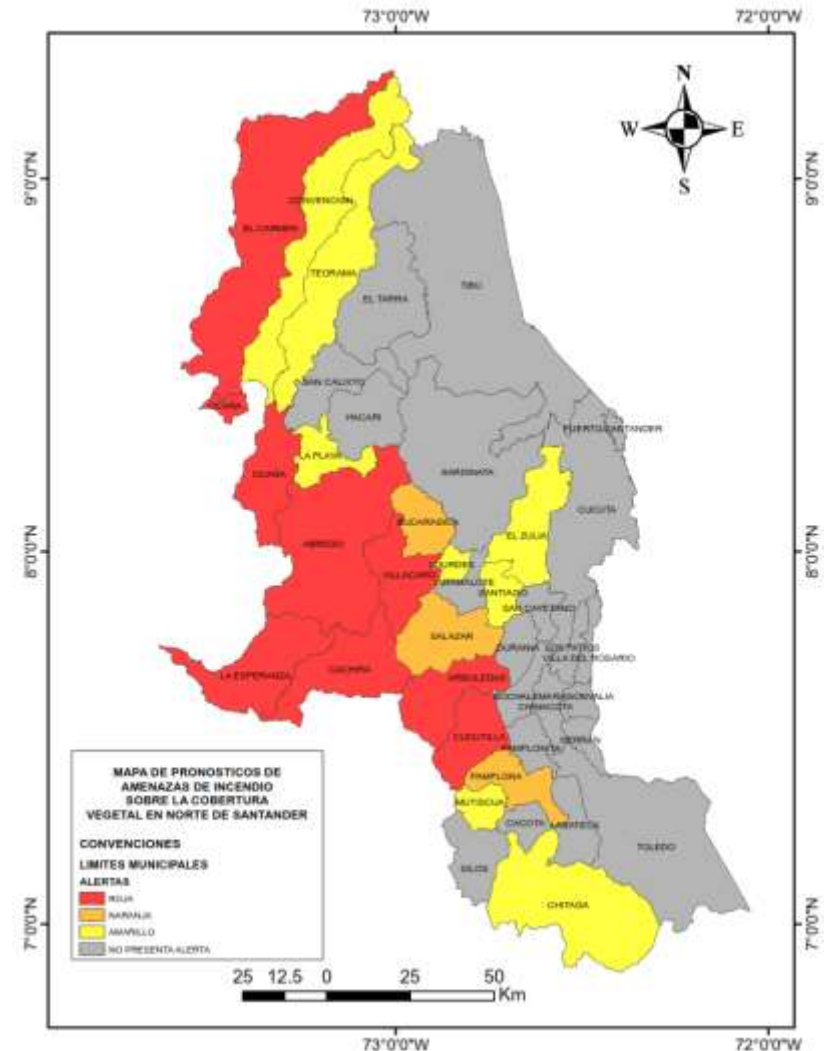 73°0'0"W
72°0'0"W
N
W
E
S
9°0'0"N
9°0'0"N
CONVENCION
EL CARMEN
TEORAMA
TIBU
EL TARRA
SAN CALIXTO
HACARI
PUERTO SANTANDER
OCAÑA
LA PLAYA
SARDINATA
CUCUTA
BUCARASICA
EL ZULIA
8°0'0"N
8°0'0"N
ABREGO
LOURDES
VILLACARO
GRAMALOTE
SANTIAGO
SAN CAYETANO
SALAZAR
DURANIA
LOS PATIOS
VILLA DEL ROSARIO
LA ESPERANZA
CACHIRA
ARBOLEDAS
BOCHALEMA
RAGONVALIA
CHINACOTA
CUCUTILLA
PAMPLONITA
HERRAN
PAMPLONA
MUTISCUA
CACOTA
LABATECA
TOLEDO
SILOS
CHITAGA
7°0'0"N
7°0'0"N
MAPA DE PRONOSTICOS DE
AMENAZAS DE INCENDIO
SOBRE LA COBERTURA
VEGETAL EN NORTE DE SANTANDER
CONVENCIONES
LIMITES MUNICIPALES
ALERTAS
ROJA
NARANJA
AMARILLO
NO PRESENTA ALERTA
25 12.5 0 25 50
Km
73°0'0"W
72°0'0"W